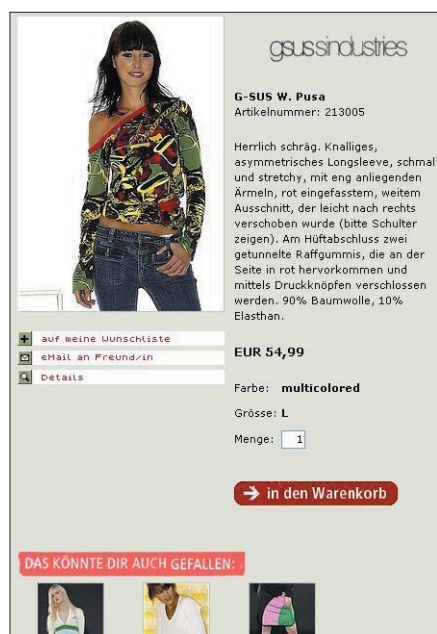 gsussindustries
G-SUS W. Pusa
Artikelnummer: 213005
Herrlich schräg. Knalliges,
asymmetrisches Longsleeve, schmal
und stretchy, mit eng anliegenden
Ärmeln, rot eingefasstem, weitem
Ausschnitt, der leicht nach rechts
verschoben wurde (bitte Schulter
zeigen). Am Hüftabschluss zwei
getunnelte Raffgummis, die an der
Seite in rot hervorkommen und
mittels Druckknöpfen verschlossen
werden. 90% Baumwolle, 10%
Elasthan.
auf meine Wunschliste
eMail an Freund/in
Details
EUR 54,99
Farbe: multicolored
Grösse: L
Menge: 1
in den Warenkorb
DAS KÖNNTE DIR AUCH GEFALLEN: